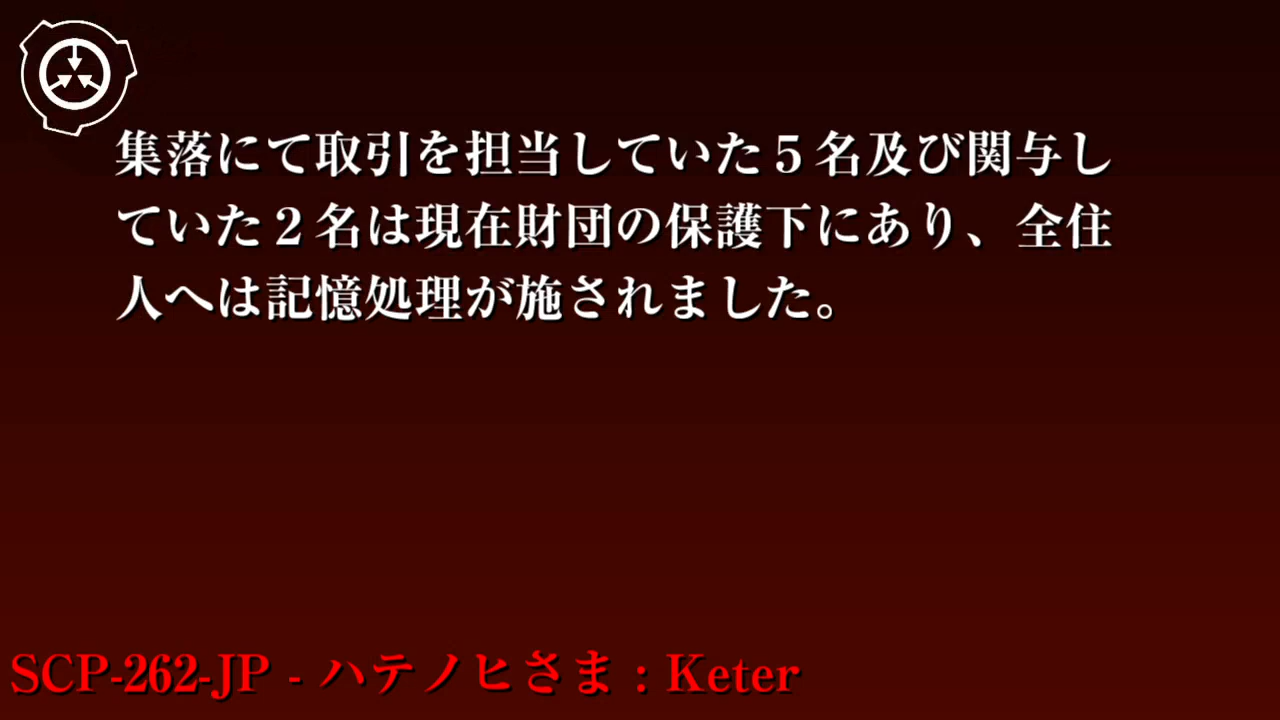 集落にて取引を担当していた５名及び関与し
ていた２名は現在財団の保護下にあり、全住
人へは記憶処理が施されました。
SCP-262-JP - ハテノヒさま : Keter